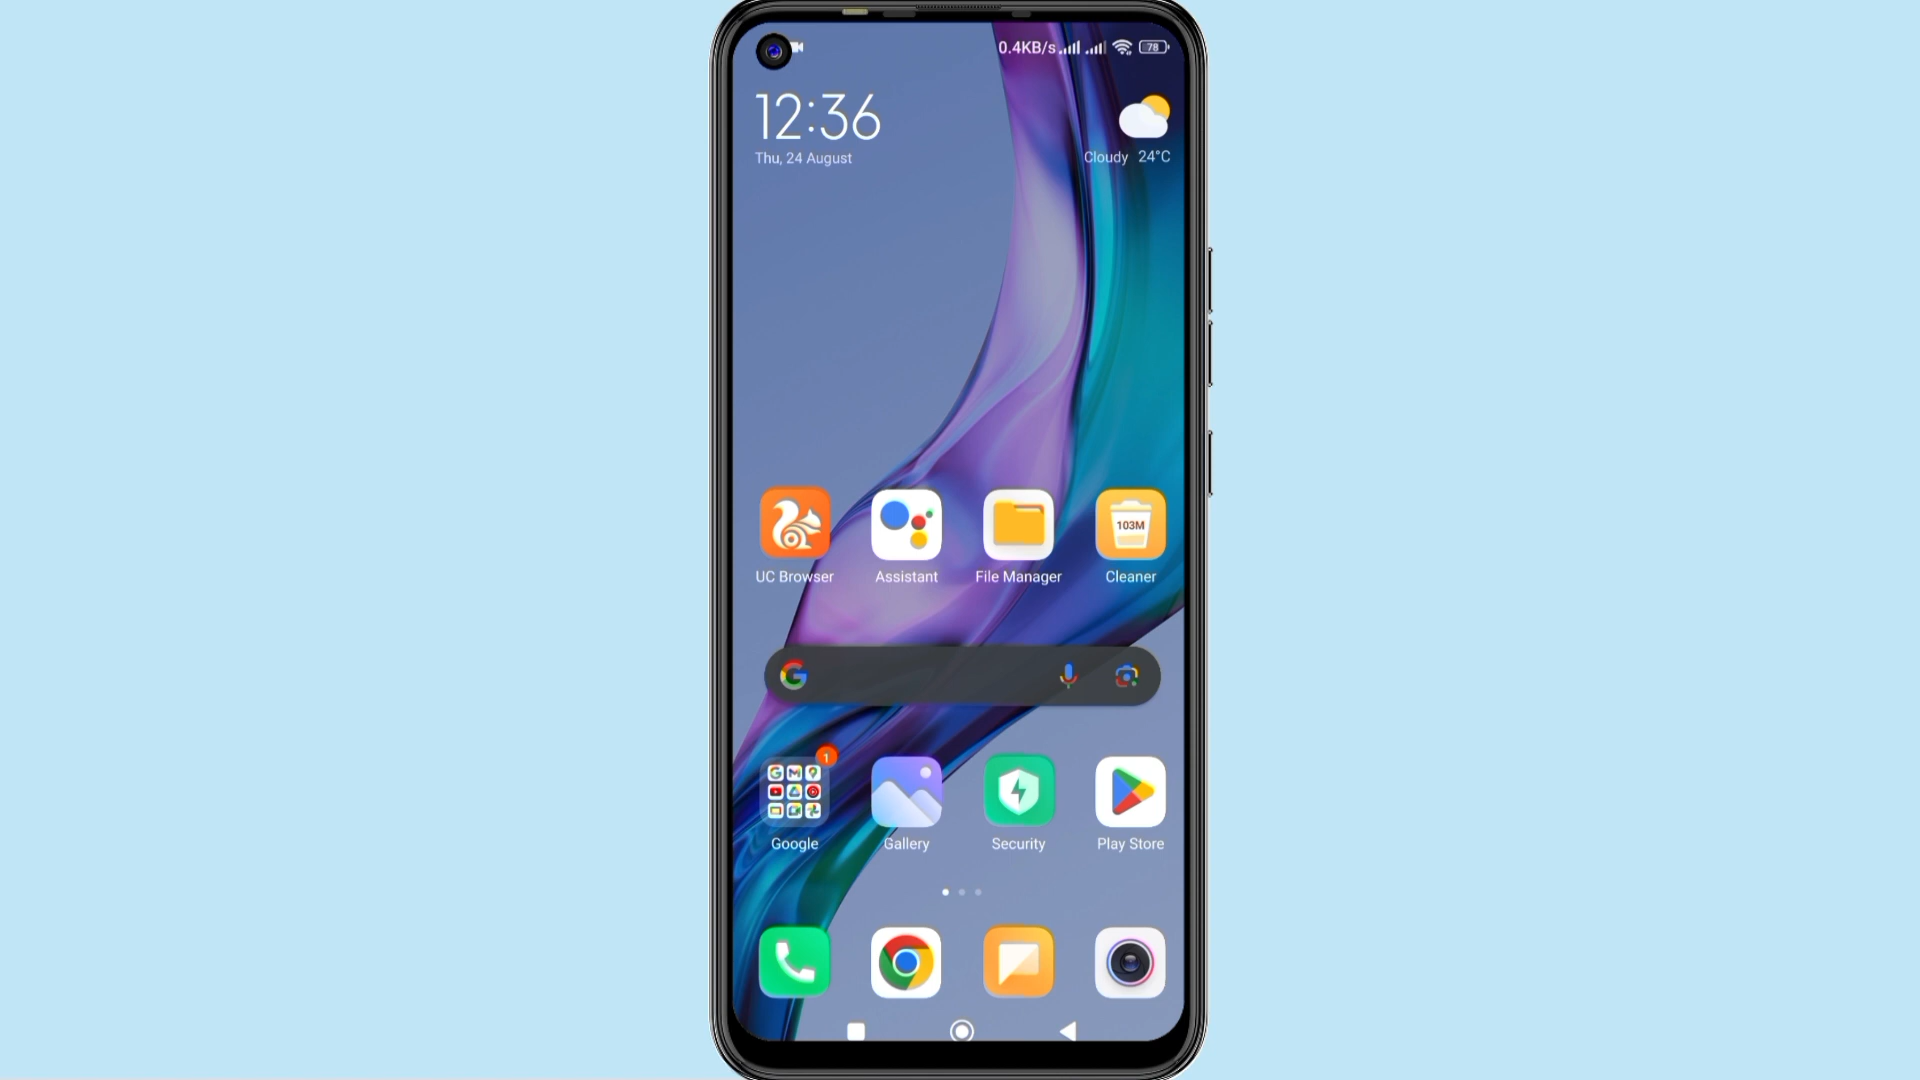 0.4KB/s 78
12:36
Thu, 24 August
Cloudy 24°C
103M
UC Browser Assistant File Manager Cleaner
1
Google Gallery Security Play Store